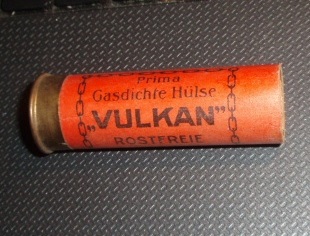 Prima
Gasdichte Hülse
„VULKAN"
ROSTFREIE